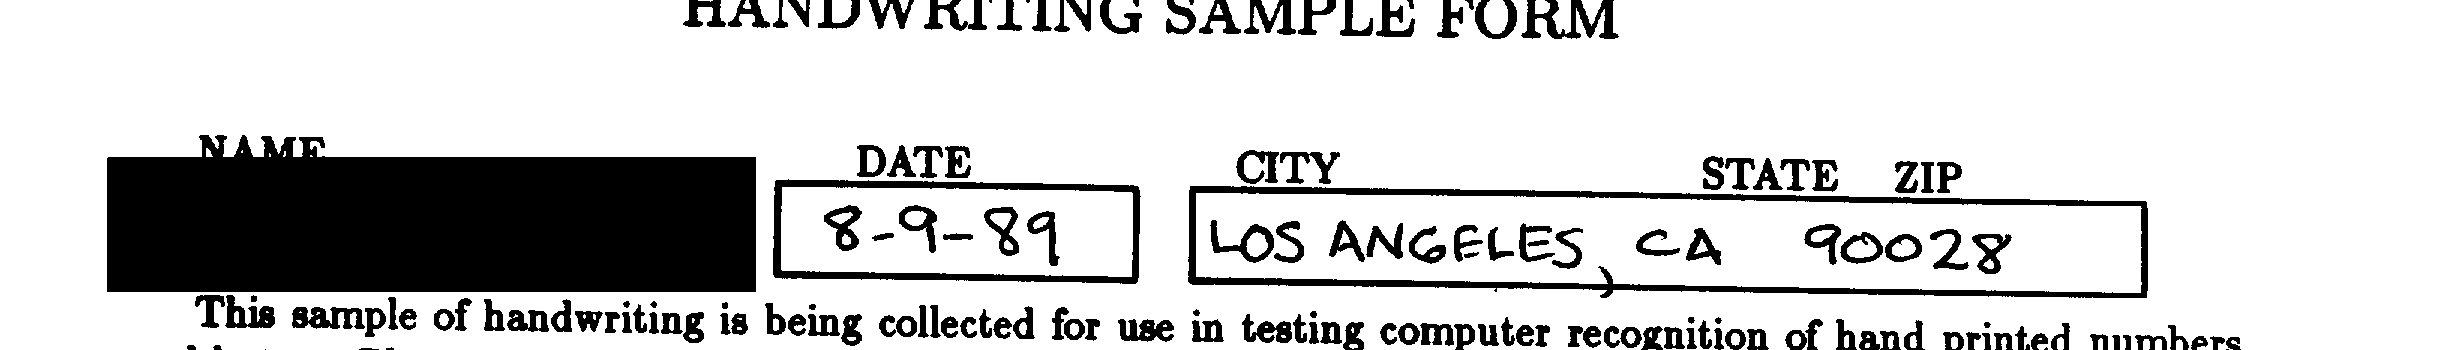 HANDWRITING SAMPLE FORM
NAME DATE CITY STATE ZIP
8-9-89 LOS ANGELES, CA 90028
This sample of handwriting is being collected for use in testing computer recognition of hand printed numbers